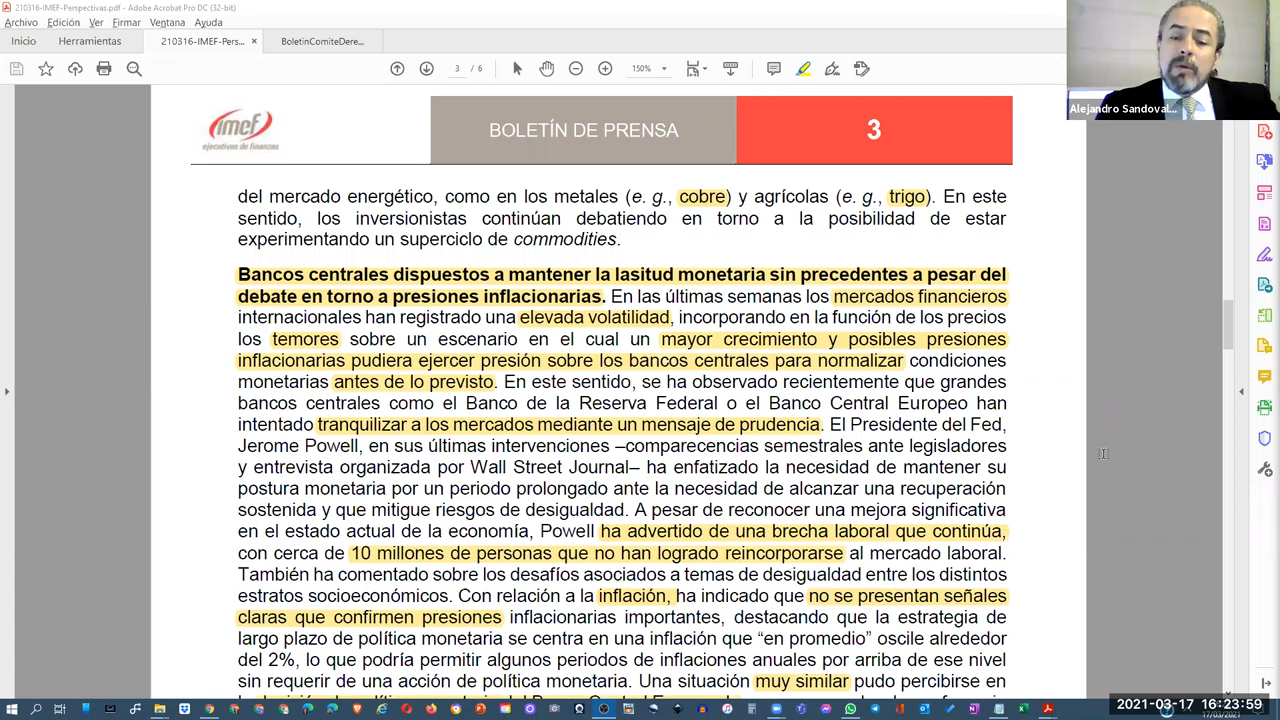 210316-IMEF-Perspectivas.pdf - Adobe Acrobat Pro DC (32-bit)
Archivo Edición Ver Firmar Ventana Ayuda
Inicio Herramientas 210316-IMEF-Pers... × BoletinComiteDere...
3 / 6 150%
Alejandro Sandoval...
imef
ejecutivos de finanzas
BOLETÍN DE PRENSA
3
del mercado energético, como en los metales (e. g., cobre) y agrícolas (e. g., trigo). En este
sentido, los inversionistas continúan debatiendo en torno a la posibilidad de estar
experimentando un superciclo de commodities.
Bancos centrales dispuestos a mantener la lasitud monetaria sin precedentes a pesar del
debate en torno a presiones inflacionarias. En las últimas semanas los mercados financieros
internacionales han registrado una elevada volatilidad, incorporando en la función de los precios
los temores sobre un escenario en el cual un mayor crecimiento y posibles presiones
inflacionarias pudiera ejercer presión sobre los bancos centrales para normalizar condiciones
monetarias antes de lo previsto. En este sentido, se ha observado recientemente que grandes
bancos centrales como el Banco de la Reserva Federal o el Banco Central Europeo han
intentado tranquilizar a los mercados mediante un mensaje de prudencia. El Presidente del Fed,
Jerome Powell, en sus últimas intervenciones –comparecencias semestrales ante legisladores
y entrevista organizada por Wall Street Journal– ha enfatizado la necesidad de mantener su
postura monetaria por un periodo prolongado ante la necesidad de alcanzar una recuperación
sostenida y que mitigue riesgos de desigualdad. A pesar de reconocer una mejora significativa
en el estado actual de la economía, Powell ha advertido de una brecha laboral que continúa,
con cerca de 10 millones de personas que no han logrado reincorporarse al mercado laboral.
También ha comentado sobre los desafíos asociados a temas de desigualdad entre los distintos
estratos socioeconómicos. Con relación a la inflación, ha indicado que no se presentan señales
claras que confirmen presiones inflacionarias importantes, destacando que la estrategia de
largo plazo de política monetaria se centra en una inflación que “en promedio” oscile alrededor
del 2%, lo que podría permitir algunos periodos de inflaciones anuales por arriba de ese nivel
sin requerir de una acción de política monetaria. Una situación muy similar pudo percibirse en
2021-03-17 16:23:59
17/03/2021